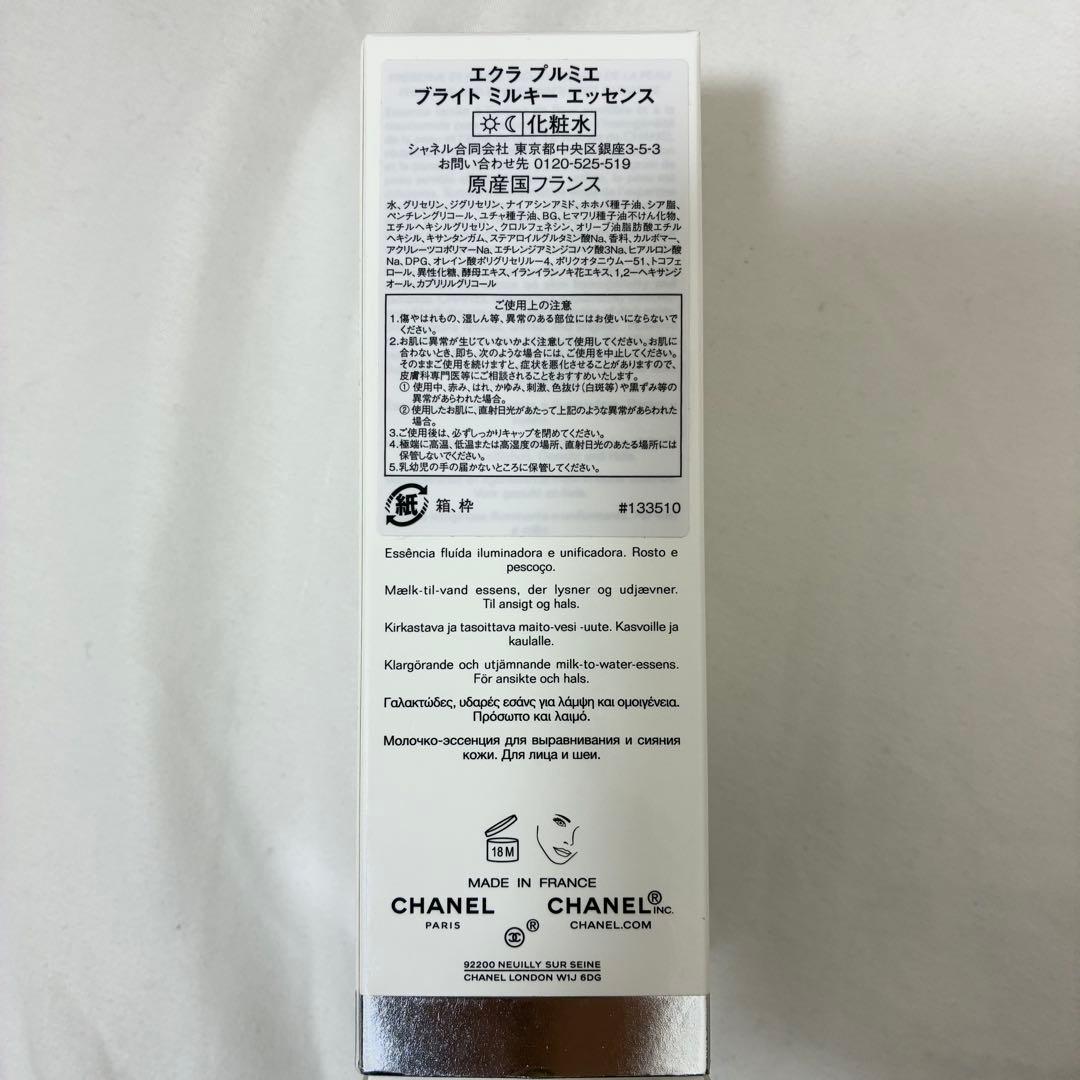 エクラ プルミエ
ブライト ミルキー エッセンス
化粧水
シャネル合同会社 東京都中央区銀座3-5-3
お問い合わせ先 0120-525-519
原産国フランス
水、グリセリン、ジグリセリン、ナイアシンアミド、ホホバ種子油、シア脂、
ペンチレングリコール、ユチャ種子油、BG、ヒマワリ種子油不けん化物、
エチルヘキシルグリセリン、クロルフェネシン、オリーブ油脂肪酸エチル
ヘキシル、キサンタンガム、ステアロイルグルタミン酸Na、香料、カルボマー、
アクリレーツコポリマーNa、エチレンジアミンジコハク酸3Na、ヒアルロン酸
Na、DPG、オレイン酸ポリグリセリル-4、ポリクオタニウム-51、トコフェ
ロール、異性化糖、酵母エキス、イランイランノキ花エキス、1,2-ヘキサンジ
オール、カプリリルグリコール
ご使用上の注意
1.傷やはれもの、湿しん等、異常のある部位にはお使いにならないで
ください。
2.お肌に異常が生じていないかよく注意して使用してください。お肌に
合わないとき、即ち、次のような場合には、ご使用を中止してください。
そのままご使用を続けますと、症状を悪化させることがありますので、
皮膚科専門医等にご相談されることをおすすめいたします。
① 使用中、赤み、はれ、かゆみ、刺激、色抜け(白斑等)や黒ずみ等の
異常があらわれた場合。
② 使用したお肌に、直射日光があたって上記のような異常があらわれた
場合。
3.ご使用後は、必ずしっかりキャップを閉めてください。
4.極端に高温、低温または高湿度の場所、直射日光のあたる場所には
保管しないでください。
5.乳幼児の手の届かないところに保管してください。
紙 箱、枠 #133510
Essência fluída iluminadora e unificadora. Rosto e
pescoço.
Mælk-til-vand essens, der lysner og udjævner.
Til ansigt og hals.
Kirkastava ja tasoittava maito-vesi -uute. Kasvoille ja
kaulalle.
Klargörande och utjämnande milk-to-water-essens.
För ansikte och hals.
Γαλακτώδες, υδαρές εσάνς για λάμψη και ομοιγένεια.
Πρόσωπο και λαιμό.
Молочко-эссенция для выравнивания и сияния
кожи. Для лица и шеи.
18 M
MADE IN FRANCE
CHANEL CHANEL® INC.
PARIS CHANEL.COM
®
92200 NEUILLY SUR SEINE
CHANEL LONDON W1J 6DG